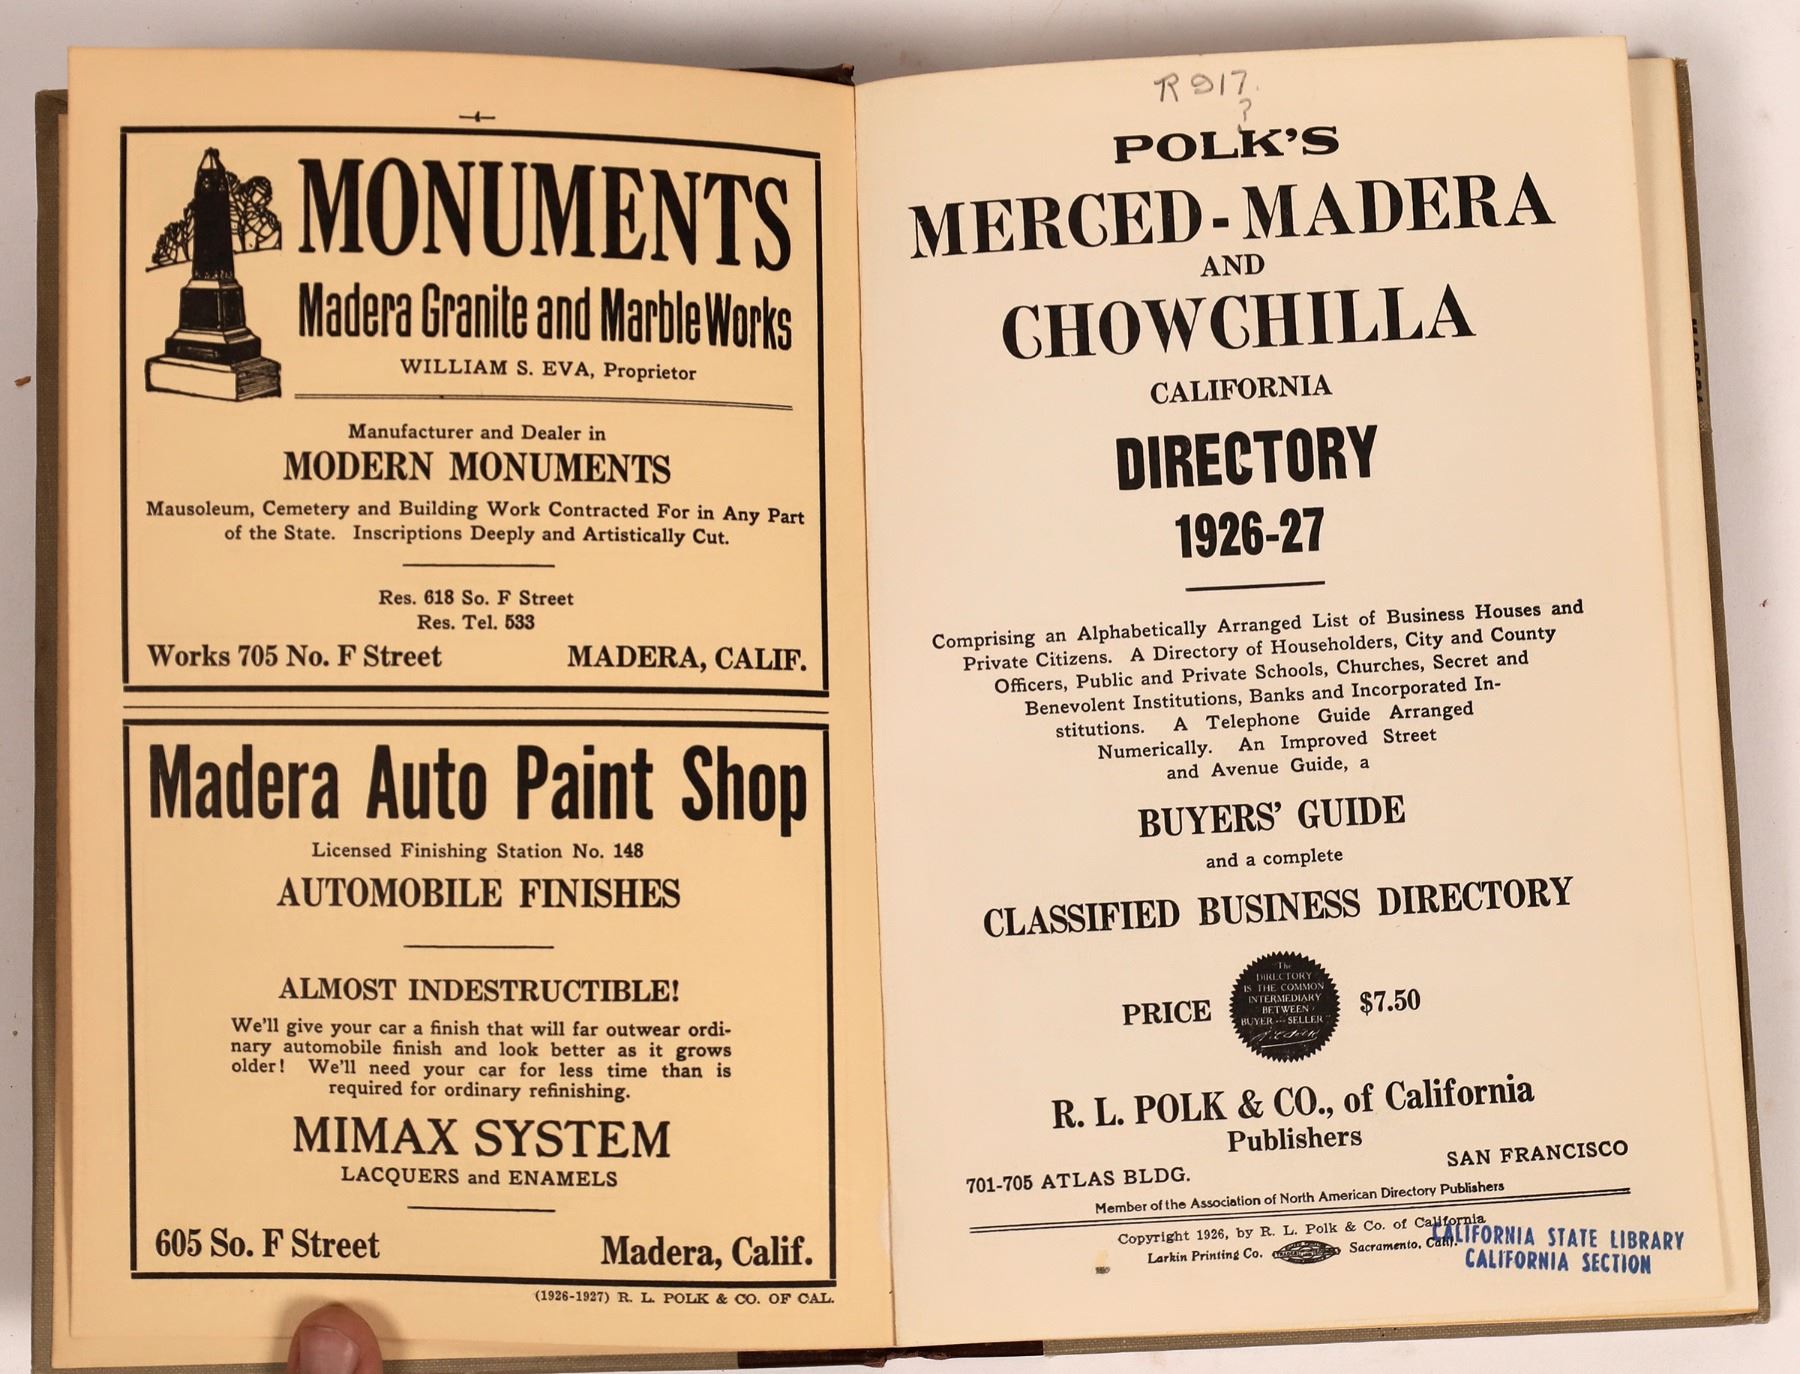 MONUMENTS
Madera Granite and Marble Works
WILLIAM S. EVA, Proprietor
Manufacturer and Dealer in
MODERN MONUMENTS
Mausoleum, Cemetery and Building Work Contracted For in Any Part
of the State. Inscriptions Deeply and Artistically Cut.
Res. 618 So. F Street
Res. Tel. 533
Works 705 No. F Street MADERA, CALIF.
Madera Auto Paint Shop
Licensed Finishing Station No. 148
AUTOMOBILE FINISHES
ALMOST INDESTRUCTIBLE!
We'll give your car a finish that will far outwear ordi-
nary automobile finish and look better as it grows
older! We'll need your car for less time than is
required for ordinary refinishing.
MIMAX SYSTEM
LACQUERS and ENAMELS
605 So. F Street Madera, Calif.
(1926-1927) R. L. POLK & CO. OF CAL.
R 917.
?
POLK'S
MERCED-MADERA
AND
CHOWCHILLA
CALIFORNIA
DIRECTORY
1926-27
Comprising an Alphabetically Arranged List of Business Houses and
Private Citizens. A Directory of Householders, City and County
Officers, Public and Private Schools, Churches, Secret and
Benevolent Institutions, Banks and Incorporated In-
stitutions. A Telephone Guide Arranged
Numerically. An Improved Street
and Avenue Guide, a
BUYERS' GUIDE
and a complete
CLASSIFIED BUSINESS DIRECTORY
The
DIRECTORY
IS THE COMMON
INTERMEDIARY
BETWEEN
BUYER SELLER
PRICE $7.50
R. L. POLK & CO., of California
Publishers
701-705 ATLAS BLDG. SAN FRANCISCO
Member of the Association of North American Directory Publishers
Copyright 1926, by R. L. Polk & Co. of California
Larkin Printing Co. Sacramento, Calif.
CALIFORNIA STATE LIBRARY
CALIFORNIA SECTION